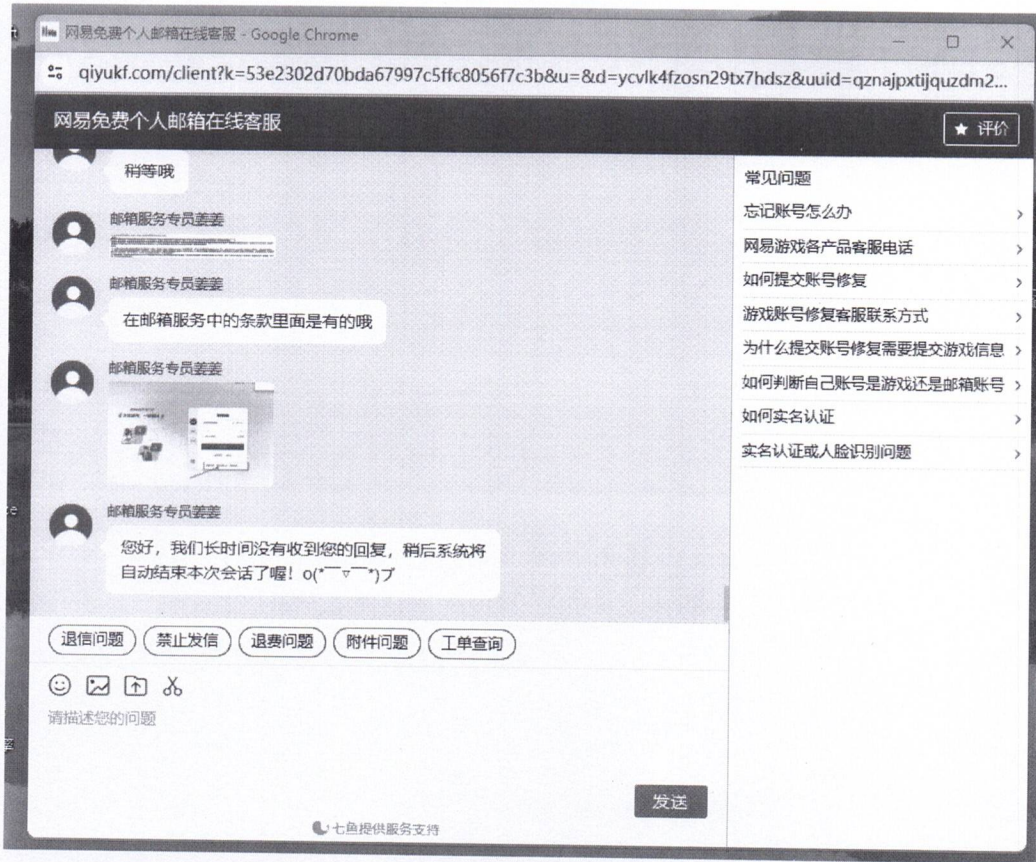 网易免费个人邮箱在线客服 - Google Chrome
qiyukf.com/client?k=53e2302d70bda67997c5ffc8056f7c3b&u=&d=ycvlk4fzosn29tx7hdsz&uuid=qznajpxtijquzdm2...
网易免费个人邮箱在线客服
★ 评价
稍等哦
邮箱服务专员姜姜
邮箱服务专员姜姜
在邮箱服务中的条款里面是有的哦
邮箱服务专员姜姜
邮箱服务专员姜姜
您好，我们长时间没有收到您的回复，稍后系统将
自动结束本次会话了喔！o(*￣▽￣*)ブ
退信问题
禁止发信
退费问题
附件问题
工单查询
请描述您的问题
发送
七鱼提供服务支持
常见问题
忘记账号怎么办
网易游戏各产品客服电话
如何提交账号修复
游戏账号修复客服联系方式
为什么提交账号修复需要提交游戏信息
如何判断自己账号是游戏还是邮箱账号
如何实名认证
实名认证或人脸识别问题